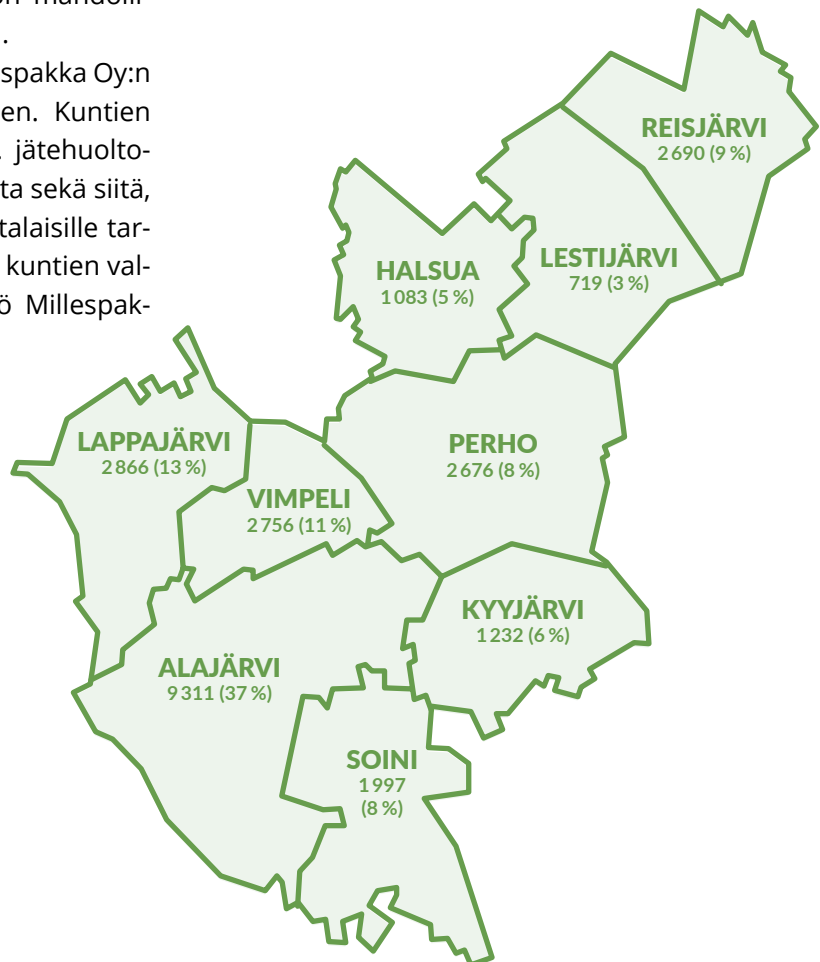 .
spakka Oy:n
en. Kuntien
jätehuolto-
ta sekä siitä,
talaisille tar-
kuntien val-
ö Millespak-
REISJÄRVI
2 690 (9 %)
LESTIJÄRVI
719 (3 %)
HALSUA
1 083 (5 %)
PERHO
2 676 (8 %)
LAPPAJÄRVI
2 866 (13 %)
VIMPELI
2 756 (11 %)
KYYJÄRVI
1 232 (6 %)
ALAJÄRVI
9 311 (37 %)
SOINI
1 997
(8 %)